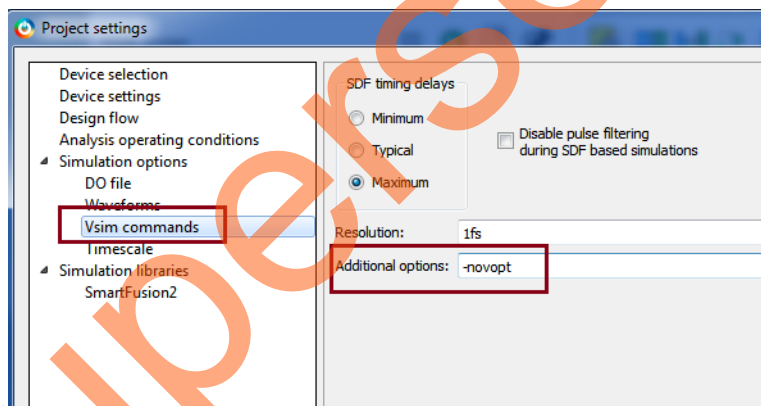 Project settings
Device selection
Device settings
Design flow
Analysis operating conditions
Simulation options
DO file
Waveforms
Vsim commands
Timescale
Simulation libraries
SmartFusion2
SDF timing delays
Minimum
Typical
Maximum
Disable pulse filtering
during SDF based simulations
Resolution: 1fs
Additional options: -novopt